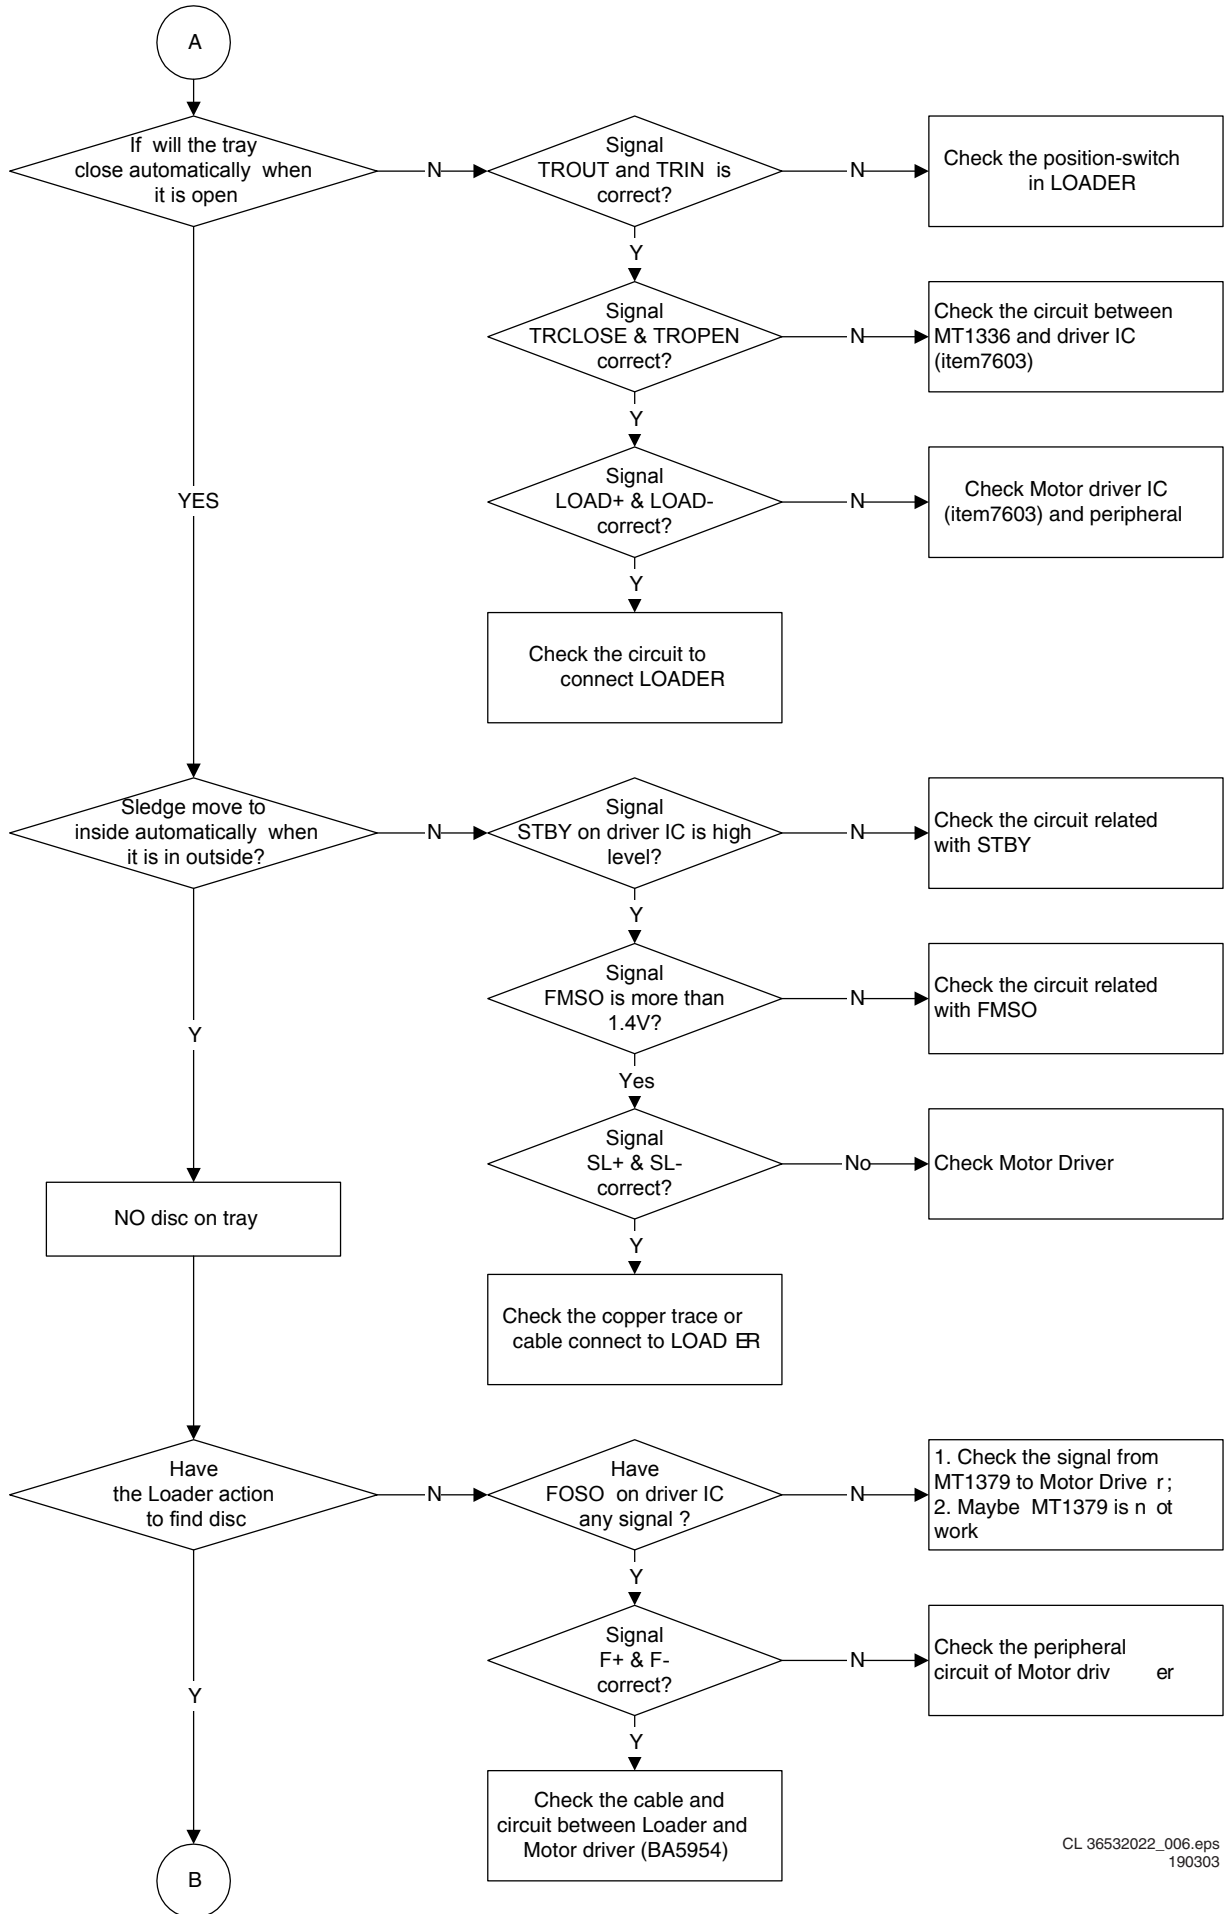 A
If will the tray
close automatically when
it is open
N
Signal
TROUT and TRIN is
correct?
N
Check the position-switch
in LOADER
Y
Signal
TRCLOSE & TROPEN
correct?
N
Check the circuit between
MT1336 and driver IC
(item7603)
Y
Signal
LOAD+ & LOAD-
correct?
N
Check Motor driver IC
(item7603) and peripheral
YES
Y
Check the circuit to
connect LOADER
Sledge move to
inside automatically when
it is in outside?
N
Signal
STBY on driver IC is high
level?
N
Check the circuit related
with STBY
Y
Signal
FMSO is more than
1.4V?
N
Check the circuit related
with FMSO
Y
Yes
Signal
SL+ & SL-
correct?
No
Check Motor Driver
NO disc on tray
Y
Check the copper trace or
cable connect to LOAD ER
Have
the Loader action
to find disc
N
Have
FOSO on driver IC
any signal ?
N
1. Check the signal from
MT1379 to Motor Drive r ;
2. Maybe MT1379 is n ot
work
Y
Signal
F+ & F-
correct?
N
Check the peripheral
circuit of Motor driv er
Y
Y
Check the cable and
circuit between Loader and
Motor driver (BA5954)
B
CL 36532022_006.eps
190303